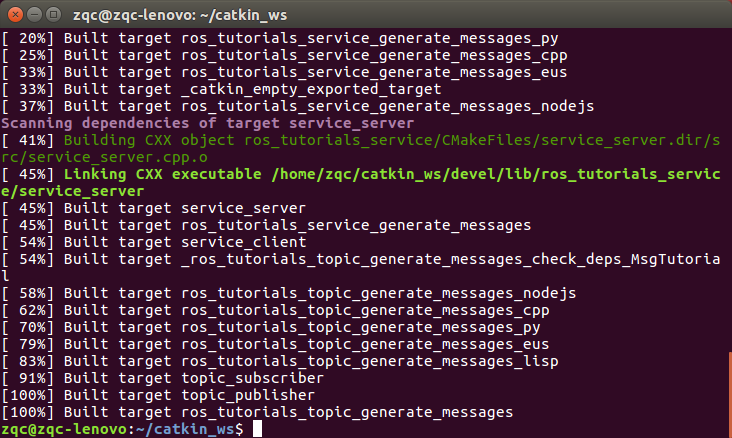 zqc@zqc-lenovo: ~/catkin_ws
[ 20%] Built target ros_tutorials_service_generate_messages_py
[ 25%] Built target ros_tutorials_service_generate_messages_cpp
[ 33%] Built target ros_tutorials_service_generate_messages_eus
[ 33%] Built target _catkin_empty_exported_target
[ 37%] Built target ros_tutorials_service_generate_messages_nodejs
Scanning dependencies of target service_server
[ 41%] Building CXX object ros_tutorials_service/CMakeFiles/service_server.dir/s
rc/service_server.cpp.o
[ 45%] Linking CXX executable /home/zqc/catkin_ws/devel/lib/ros_tutorials_servic
e/service_server
[ 45%] Built target service_server
[ 45%] Built target ros_tutorials_service_generate_messages
[ 54%] Built target service_client
[ 54%] Built target _ros_tutorials_topic_generate_messages_check_deps_MsgTutoria
l
[ 58%] Built target ros_tutorials_topic_generate_messages_nodejs
[ 62%] Built target ros_tutorials_topic_generate_messages_cpp
[ 70%] Built target ros_tutorials_topic_generate_messages_py
[ 79%] Built target ros_tutorials_topic_generate_messages_eus
[ 83%] Built target ros_tutorials_topic_generate_messages_lisp
[ 91%] Built target topic_subscriber
[100%] Built target topic_publisher
[100%] Built target ros_tutorials_topic_generate_messages
zqc@zqc-lenovo:~/catkin_ws$